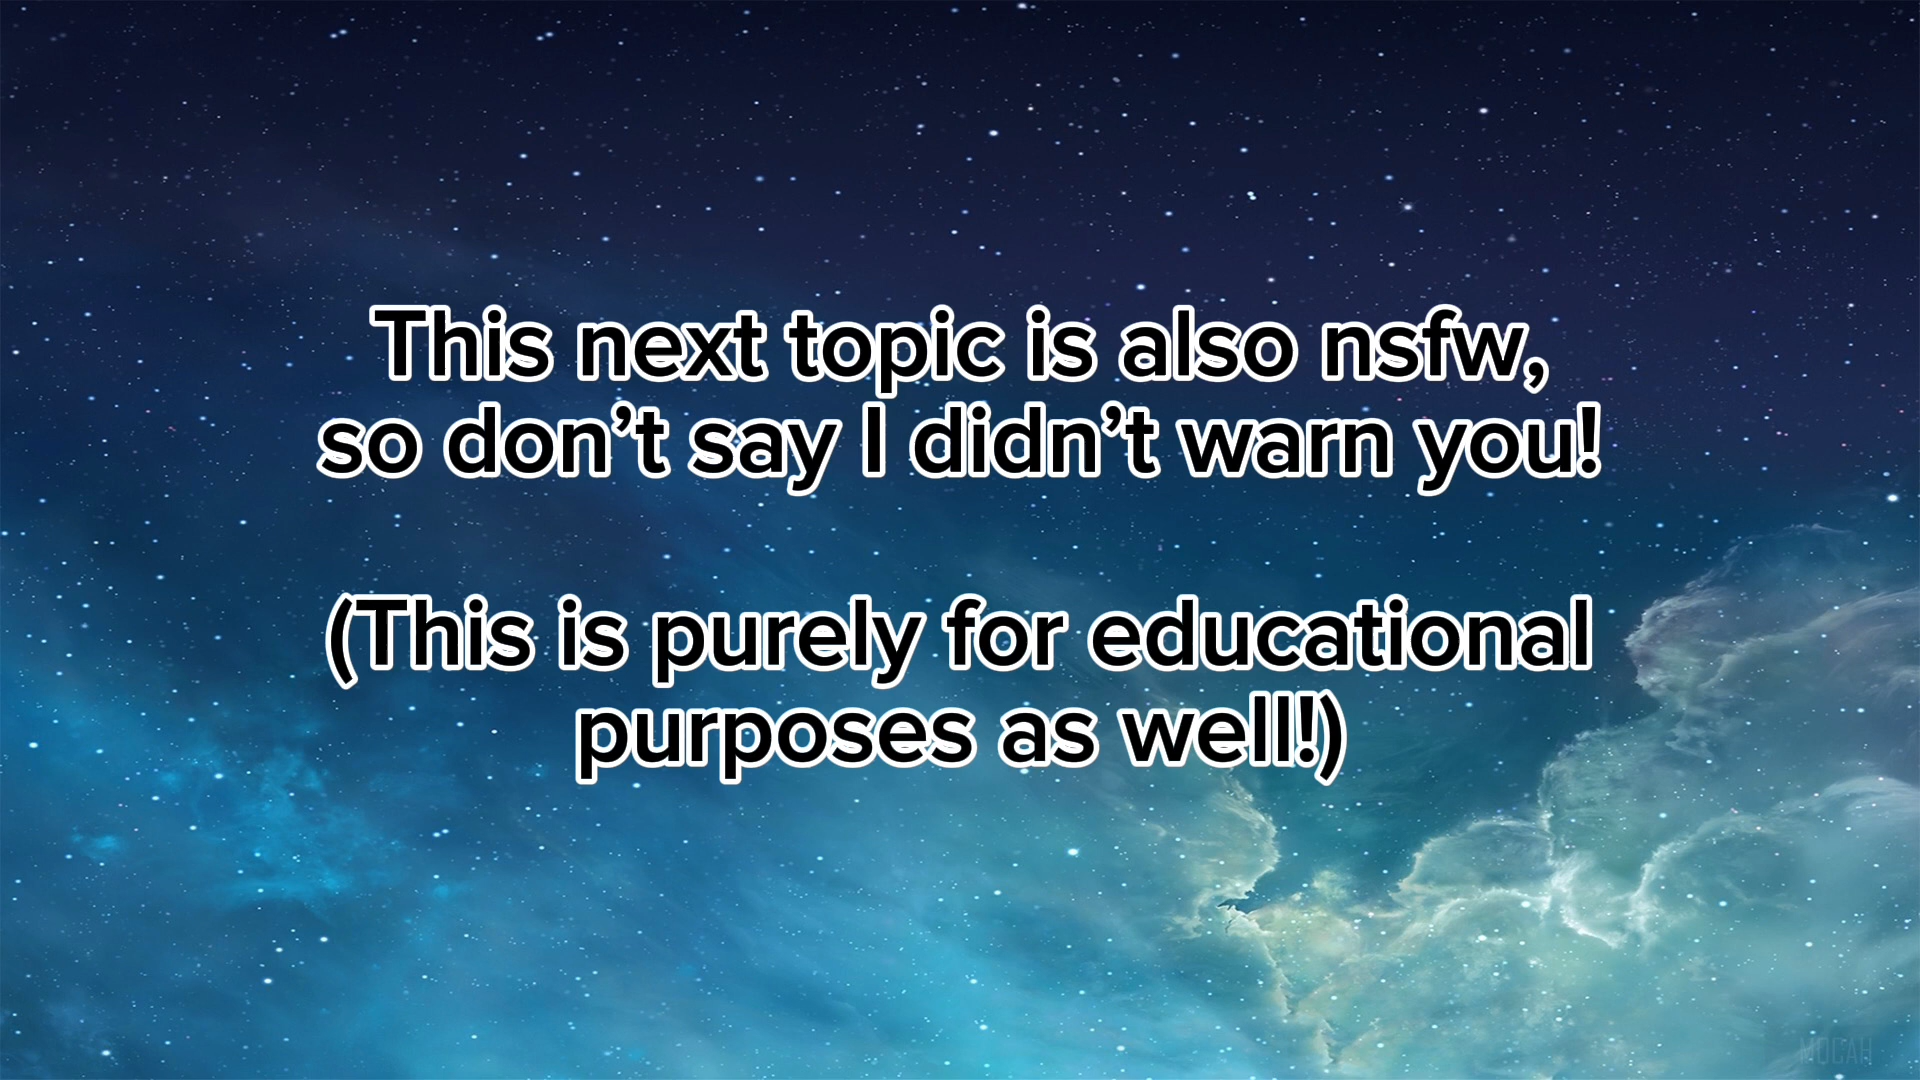 This next topic is also nsfw,
so don’t say I didn’t warn you!
(This is purely for educational
purposes as well!)
MOCAH